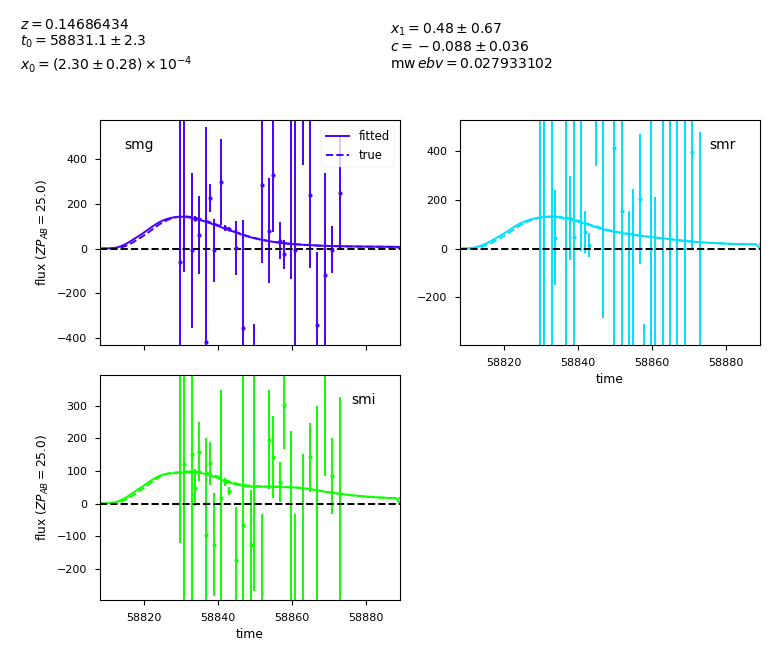 z = 0.14686434
t₀ = 58831.1 ± 2.3
x₀ = (2.30 ± 0.28) × 10⁻⁴
x₁ = 0.48 ± 0.67
c = −0.088 ± 0.036
mwebv = 0.027933102
smg
fitted
true
400
200
0
−200
−400
flux (ZP_AB = 25.0)
smr
400
200
0
−200
58820 58840 58860 58880
time
smi
300
200
100
0
−100
−200
flux (ZP_AB = 25.0)
58820 58840 58860 58880
time